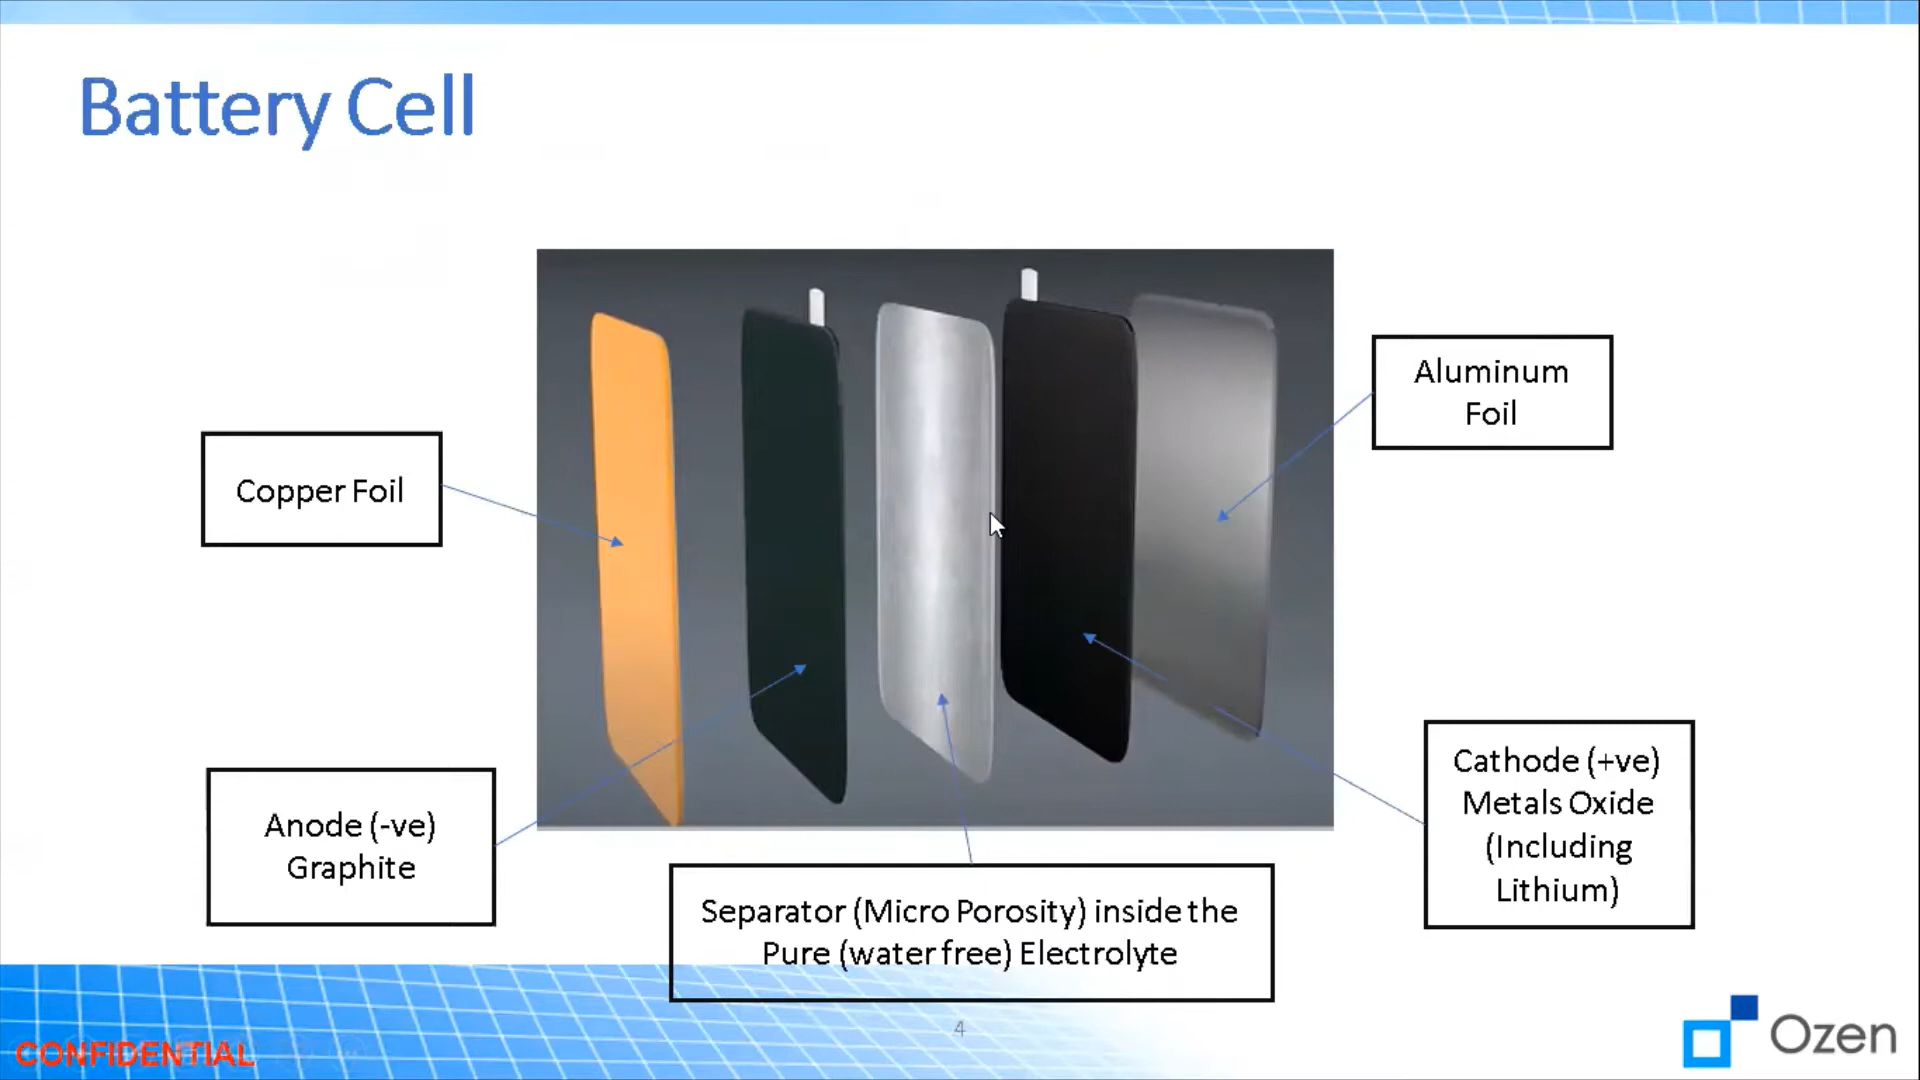 Battery Cell
Aluminum
Foil
Copper Foil
Anode (-ve)
Graphite
Separator (Micro Porosity) inside the
Pure (water free) Electrolyte
Cathode (+ve)
Metals Oxide
(Including
Lithium)
4
CONFIDENTIAL
Ozen